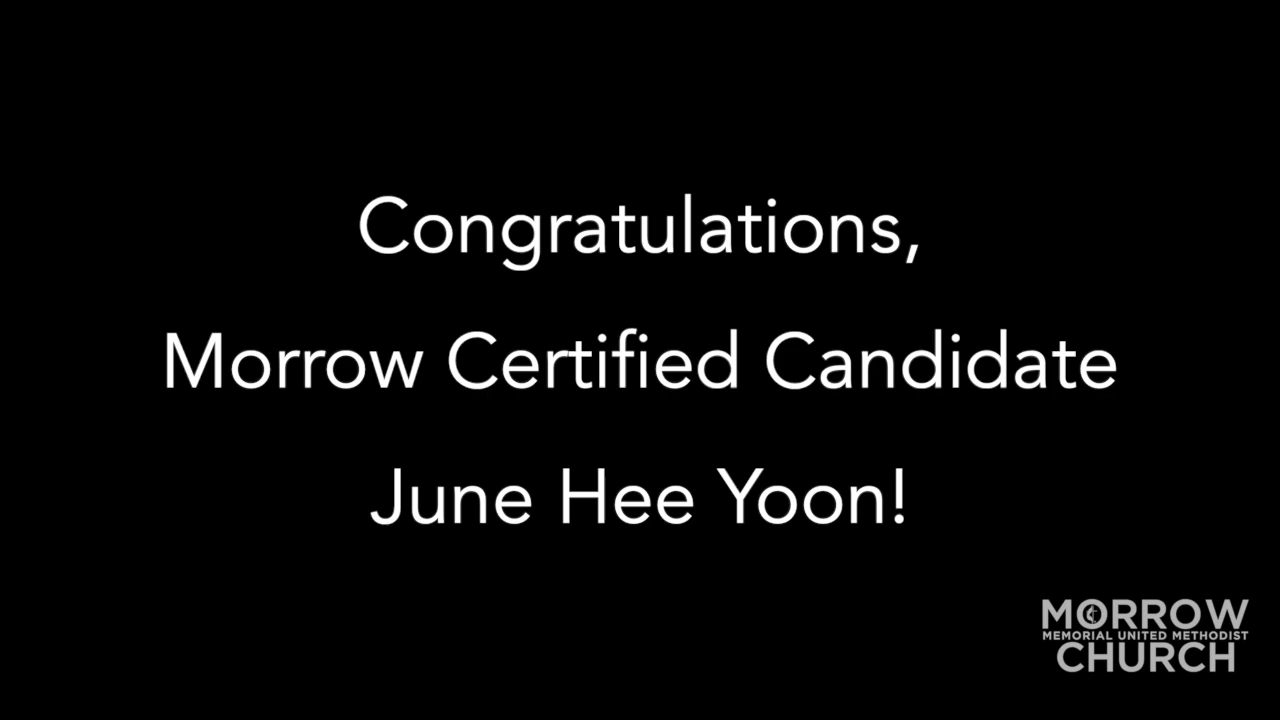 Congratulations,
Morrow Certified Candidate
June Hee Yoon!
MORROW
MEMORIAL UNITED METHODIST
CHURCH